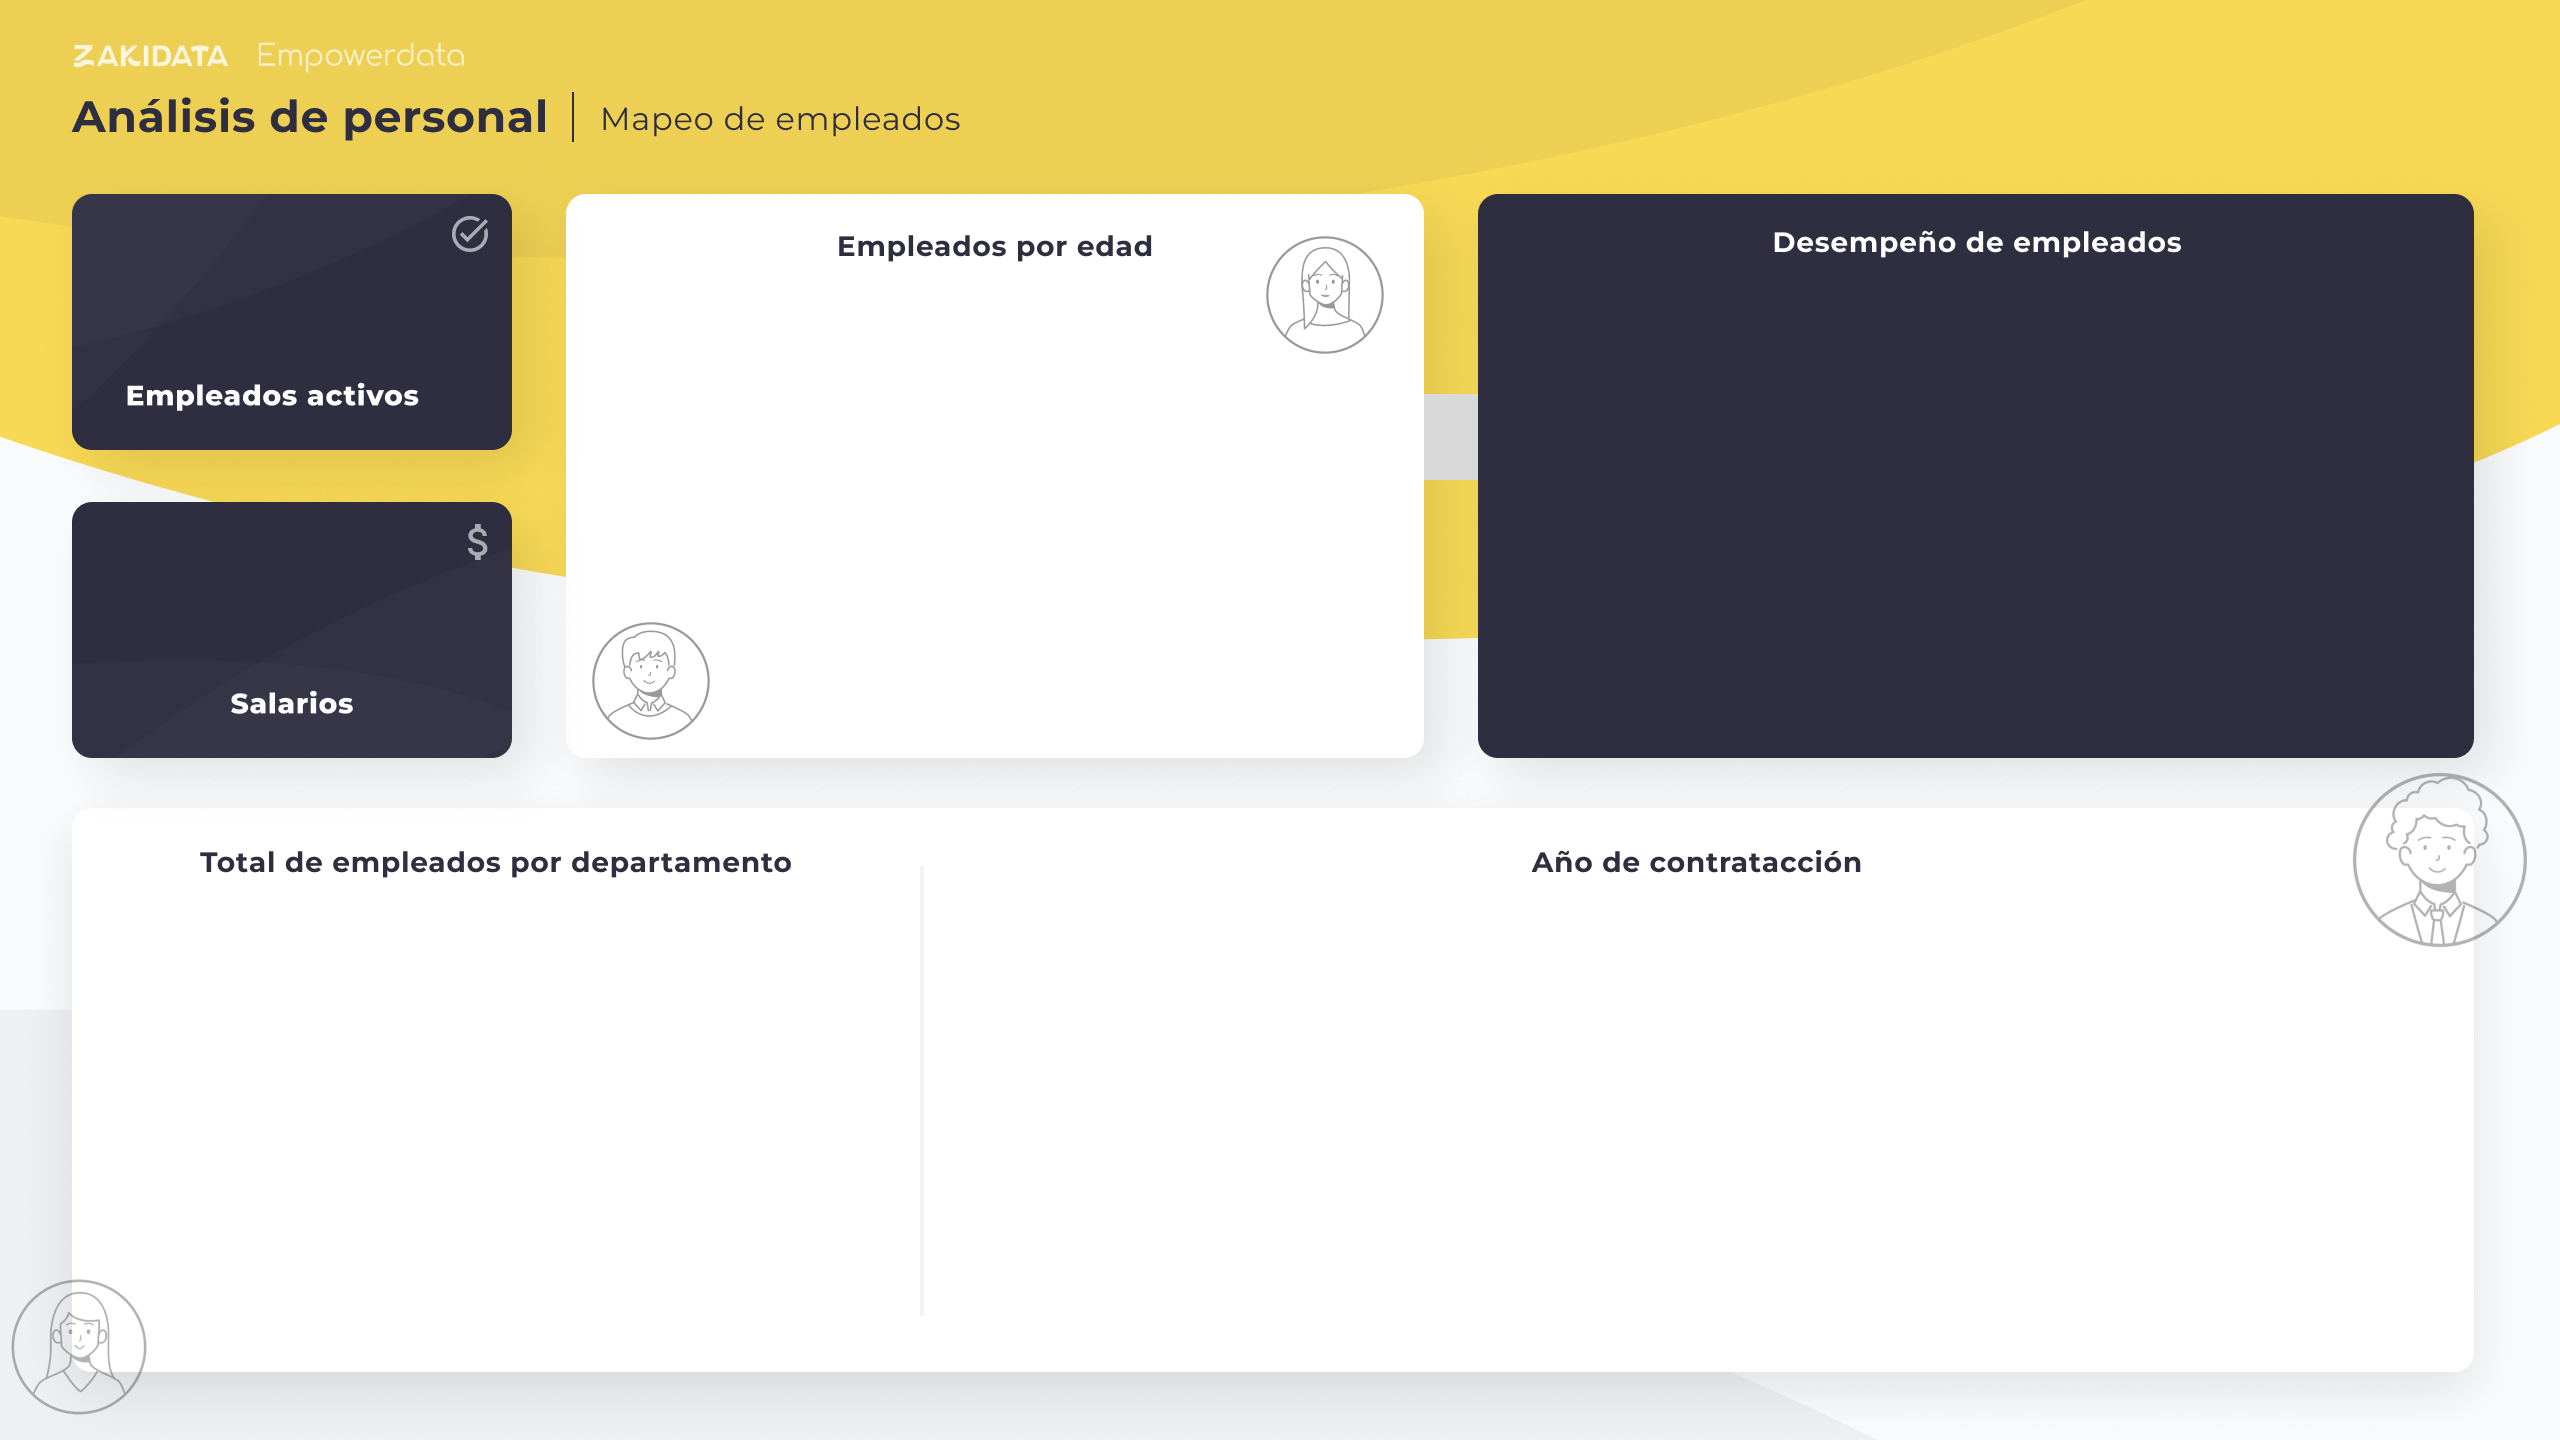 ZAKIDATA Empowerdata
Análisis de personal | Mapeo de empleados
Empleados activos
$
Salarios
Empleados por edad
Desempeño de empleados
Total de empleados por departamento
Año de contratacción